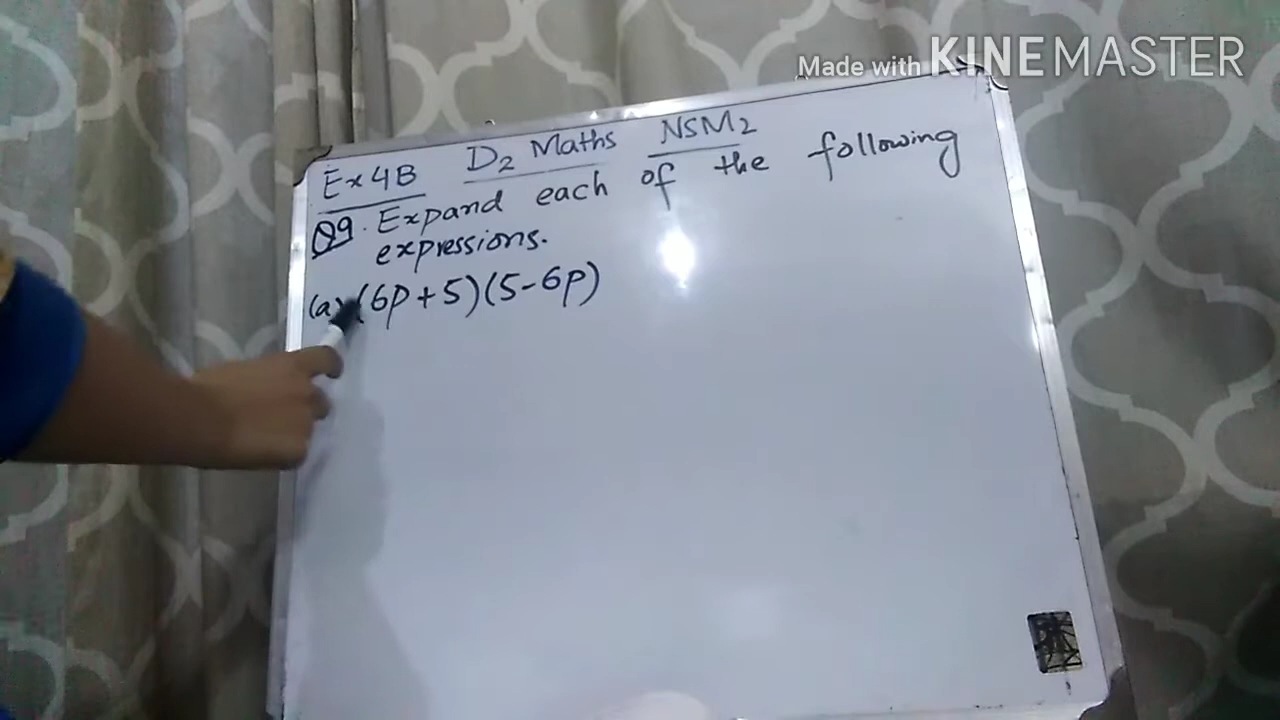 Made with KINEMASTER
Ex 4B D2 Maths NSM2
Q9. Expand each of the following
expressions.
(a) (6p+5)(5-6p)